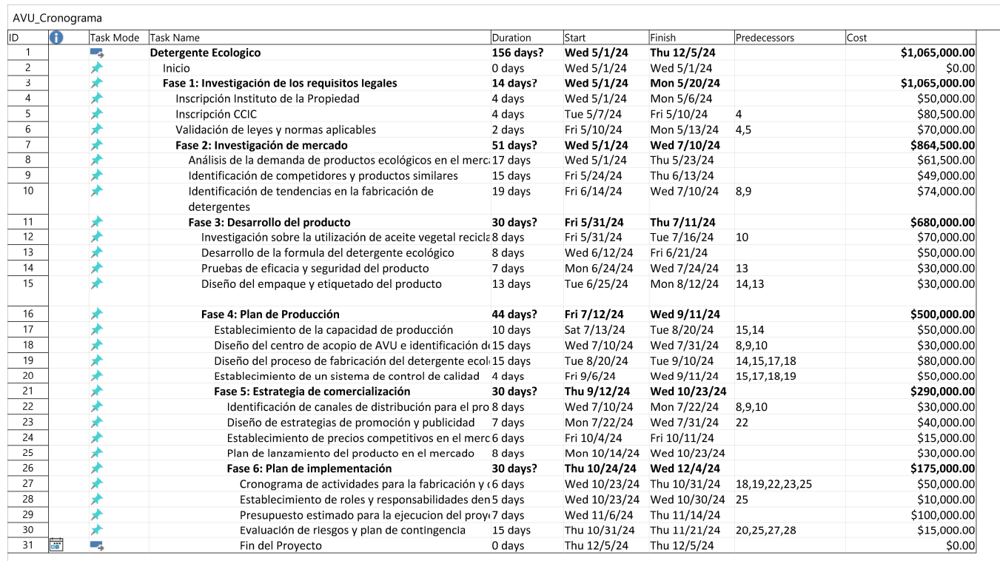 AVU_Cronograma
ID Task Mode Task Name Duration Start Finish Predecessors Cost
1 Detergente Ecologico 156 days? Wed 5/1/24 Thu 12/5/24 $1,065,000.00
2 Inicio 0 days Wed 5/1/24 Wed 5/1/24 $0.00
3 Fase 1: Investigación de los requisitos legales 14 days? Wed 5/1/24 Mon 5/20/24 $1,065,000.00
4 Inscripción Instituto de la Propiedad 4 days Wed 5/1/24 Mon 5/6/24 $50,000.00
5 Inscripción CCIC 4 days Tue 5/7/24 Fri 5/10/24 4 $80,500.00
6 Validación de leyes y normas aplicables 2 days Fri 5/10/24 Mon 5/13/24 4,5 $70,000.00
7 Fase 2: Investigación de mercado 51 days? Wed 5/1/24 Wed 7/10/24 $864,500.00
8 Análisis de la demanda de productos ecológicos en el merc 17 days Wed 5/1/24 Thu 5/23/24 $61,500.00
9 Identificación de competidores y productos similares 15 days Fri 5/24/24 Thu 6/13/24 $49,000.00
10 Identificación de tendencias en la fabricación de 19 days Fri 6/14/24 Wed 7/10/24 8,9 $74,000.00
detergentes
11 Fase 3: Desarrollo del producto 30 days? Fri 5/31/24 Thu 7/11/24 $680,000.00
12 Investigación sobre la utilización de aceite vegetal recicla 8 days Fri 5/31/24 Tue 7/16/24 10 $70,000.00
13 Desarrollo de la formula del detergente ecológico 8 days Wed 6/12/24 Fri 6/21/24 $50,000.00
14 Pruebas de eficacia y seguridad del producto 7 days Mon 6/24/24 Wed 7/24/24 13 $30,000.00
15 Diseño del empaque y etiquetado del producto 13 days Tue 6/25/24 Mon 8/12/24 14,13 $30,000.00
16 Fase 4: Plan de Producción 44 days? Fri 7/12/24 Wed 9/11/24 $500,000.00
17 Establecimiento de la capacidad de producción 10 days Sat 7/13/24 Tue 8/20/24 15,14 $50,000.00
18 Diseño del centro de acopio de AVU e identificación de 15 days Wed 7/10/24 Wed 7/31/24 8,9,10 $30,000.00
19 Diseño del proceso de fabricación del detergente ecol 15 days Tue 8/20/24 Tue 9/10/24 14,15,17,18 $80,000.00
20 Establecimiento de un sistema de control de calidad 4 days Fri 9/6/24 Wed 9/11/24 15,17,18,19 $50,000.00
21 Fase 5: Estrategia de comercialización 30 days? Thu 9/12/24 Wed 10/23/24 $290,000.00
22 Identificación de canales de distribución para el pro 8 days Wed 7/10/24 Mon 7/22/24 8,9,10 $30,000.00
23 Diseño de estrategias de promoción y publicidad 7 days Mon 7/22/24 Wed 7/31/24 22 $40,000.00
24 Establecimiento de precios competitivos en el merc 6 days Fri 10/4/24 Fri 10/11/24 $15,000.00
25 Plan de lanzamiento del producto en el mercado 8 days Mon 10/14/24 Wed 10/23/24 $30,000.00
26 Fase 6: Plan de implementación 30 days? Thu 10/24/24 Wed 12/4/24 $175,000.00
27 Cronograma de actividades para la fabricación y 6 days Wed 10/23/24 Thu 10/31/24 18,19,22,23,25 $50,000.00
28 Establecimiento de roles y responsabilidades den 5 days Wed 10/23/24 Wed 10/30/24 25 $10,000.00
29 Presupuesto estimado para la ejecucion del proy 7 days Wed 11/6/24 Thu 11/14/24 $100,000.00
30 Evaluación de riesgos y plan de contingencia 15 days Thu 10/31/24 Thu 11/21/24 20,25,27,28 $15,000.00
31 Fin del Proyecto 0 days Thu 12/5/24 Thu 12/5/24 $0.00